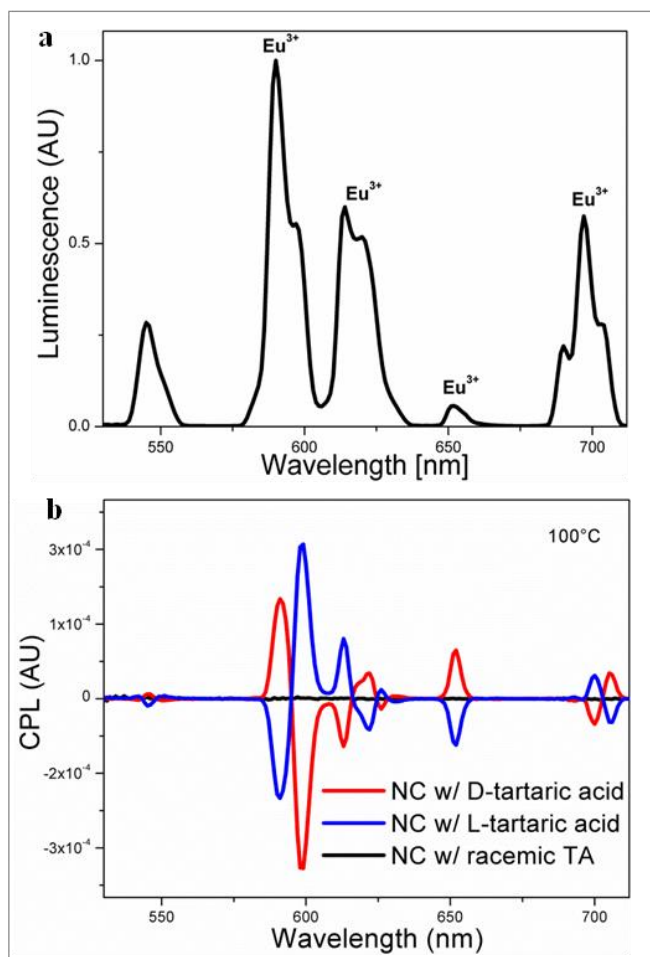 a
Eu³⁺
Eu³⁺
Eu³⁺
Eu³⁺
1.0
0.5
0.0
Luminescence (AU)
550 600 650 700
Wavelength [nm]
b
100°C
3x10⁻⁴
1x10⁻⁴
0
-2x10⁻⁴
-3x10⁻⁴
CPL (AU)
NC w/ D-tartaric acid
NC w/ L-tartaric acid
NC w/ racemic TA
550 600 650 700
Wavelength (nm)